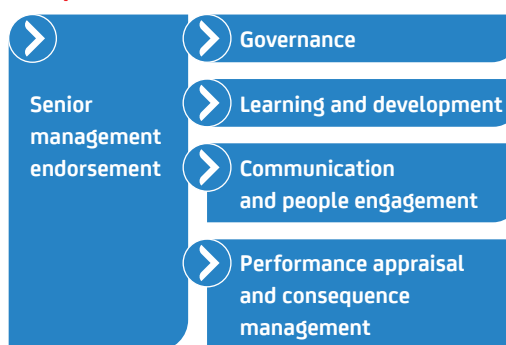 Senior
management
endorsement
Governance
Learning and development
Communication
and people engagement
Performance appraisal
and consequence
management